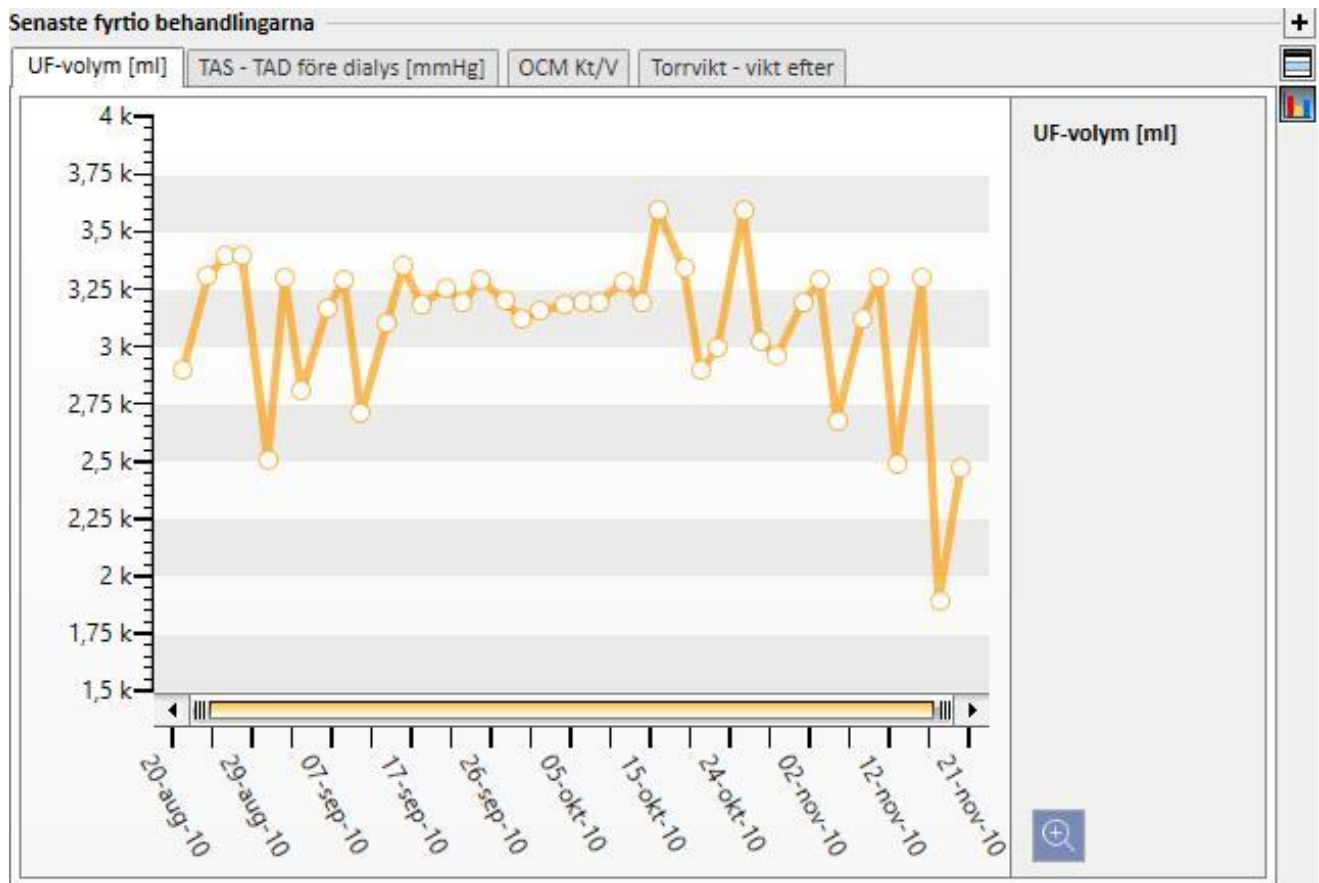 Senaste fyrtio behandlingarna
+
UF-volym [ml]
TAS - TAD före dialys [mmHg]
OCM Kt/V
Torrvikt - vikt efter
UF-volym [ml]
4 k
3,75 k
3,5 k
3,25 k
3 k
2,75 k
2,5 k
2,25 k
2 k
1,75 k
1,5 k
20-aug-10
29-aug-10
07-sep-10
17-sep-10
26-sep-10
05-okt-10
15-okt-10
24-okt-10
02-nov-10
12-nov-10
21-nov-10